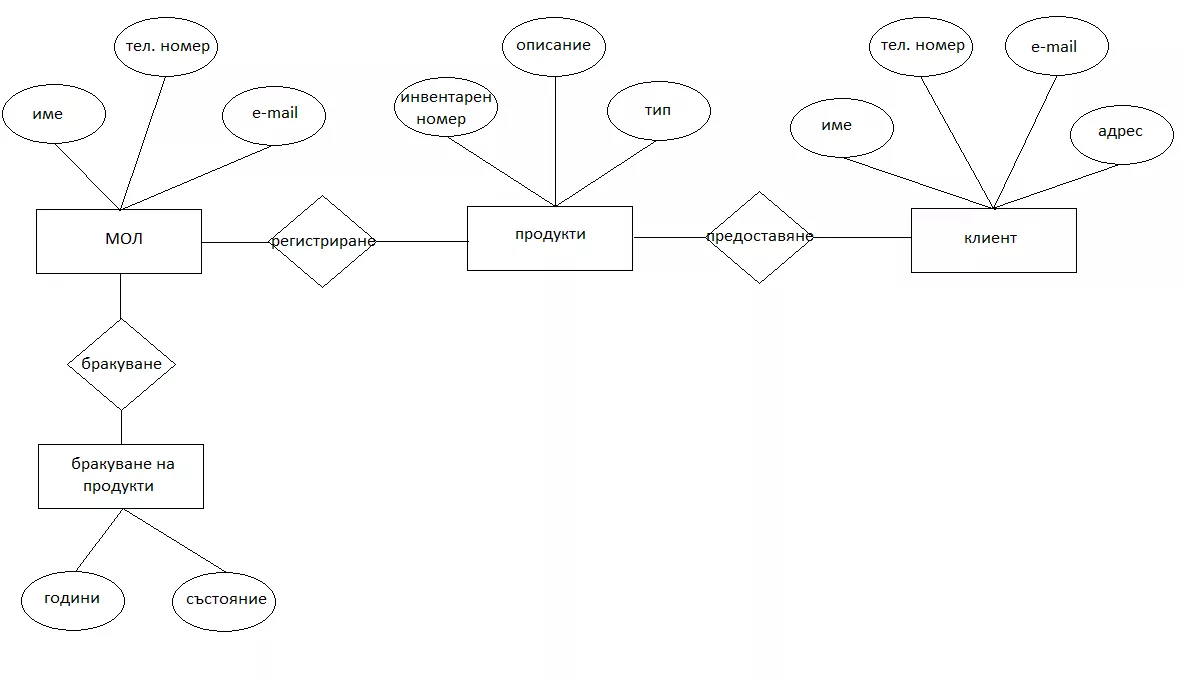 тел. номер
име
e-mail
МОЛ
регистриране
описание
инвентарен
номер
тип
продукти
предоставяне
тел. номер
e-mail
име
адрес
клиент
бракуване
бракуване на
продукти
години
състояние